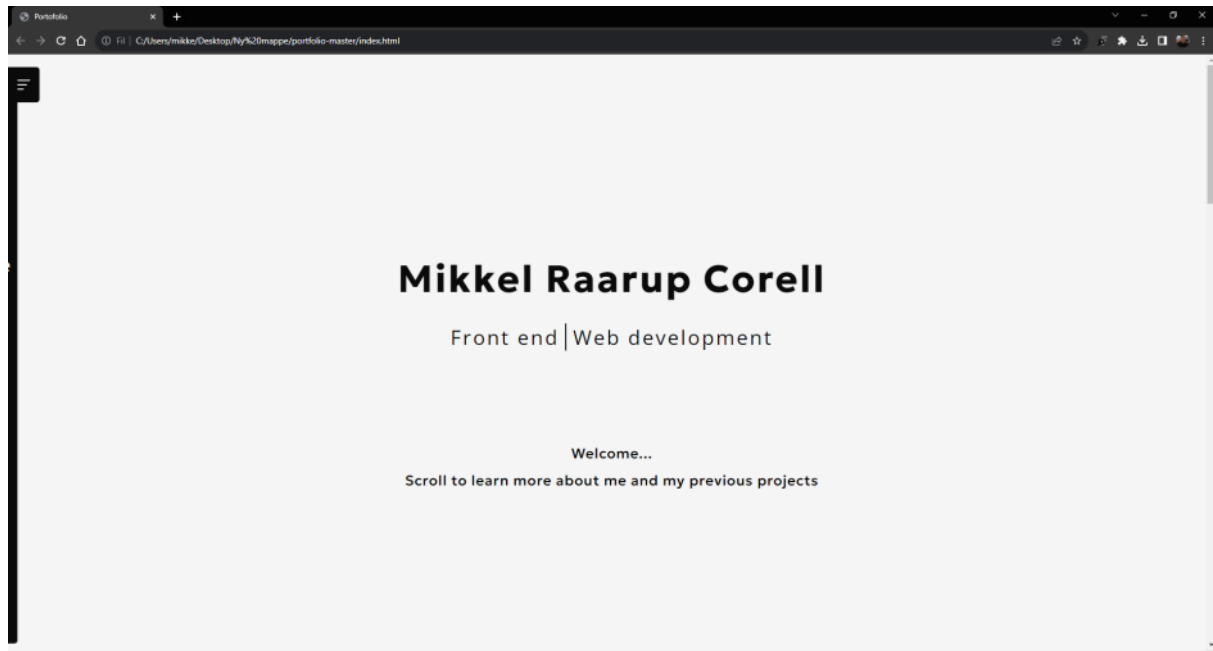 Portofolio
Fil | C:/Users/mikke/Desktop/Ny%20mappe/portfolio-master/index.html
Mikkel Raarup Corell
Front end | Web development
Welcome...
Scroll to learn more about me and my previous projects